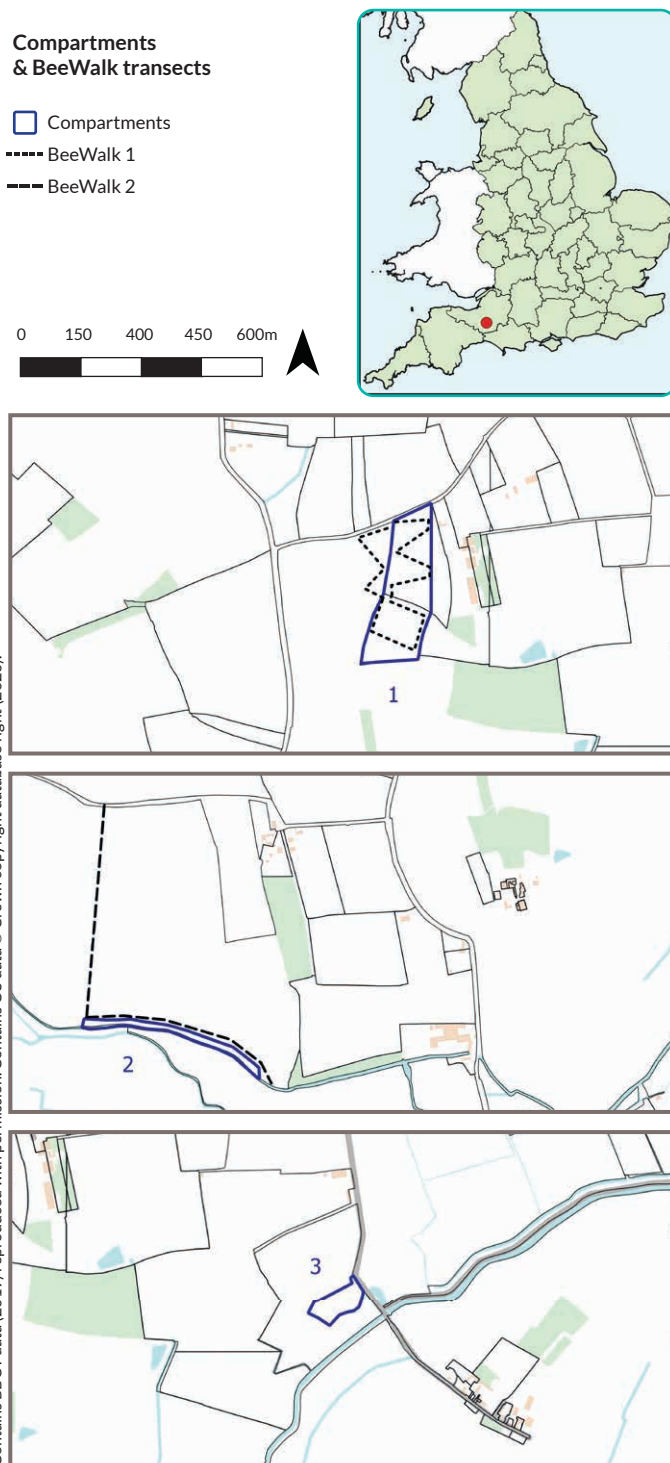 Compartments
& BeeWalk transects
Compartments
BeeWalk 1
BeeWalk 2
0 150 400 450 600m
1
2
3